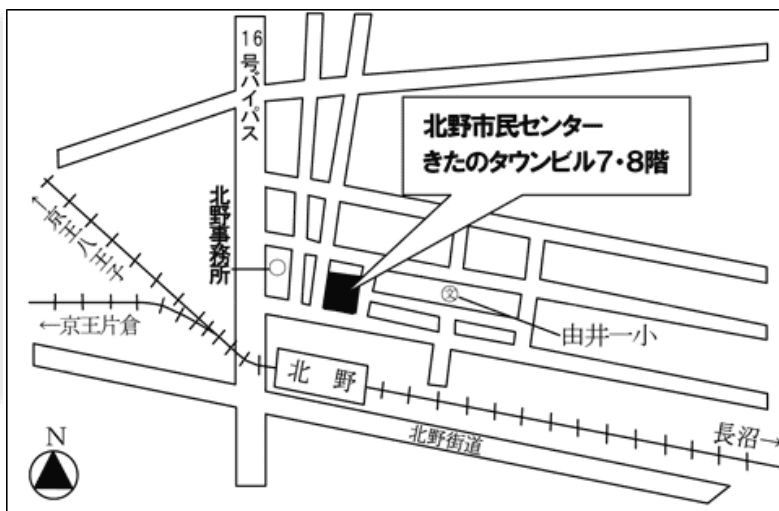 16号バイパス
北野市民センター
きたのタウンビル7・8階
北野事務所
←京王八王子
←京王片倉
文
由井一小
北野
長沼→
北野街道
N